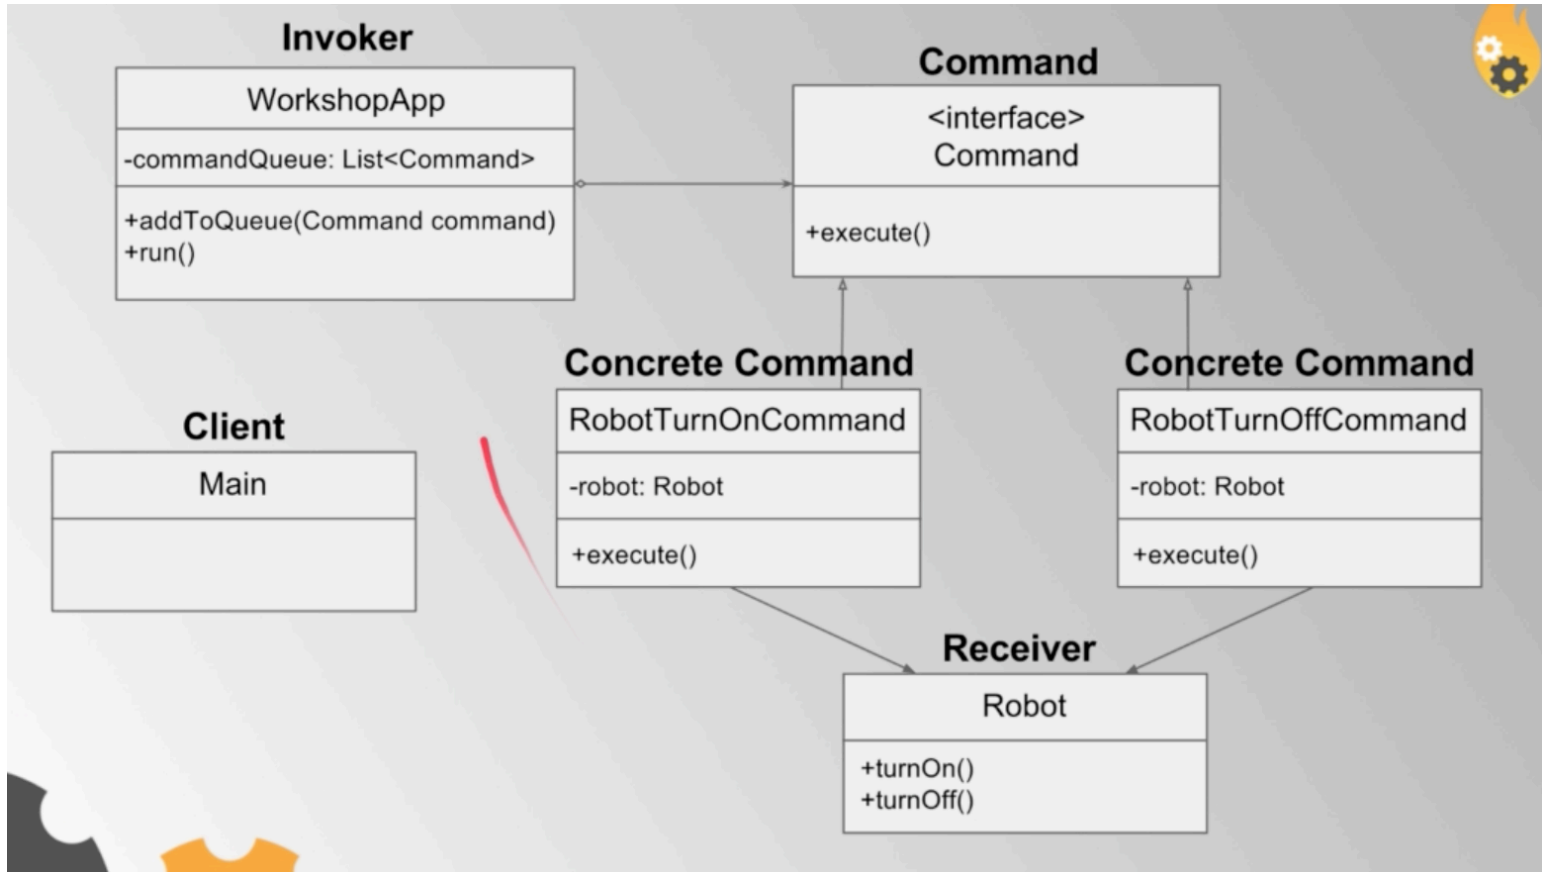 Invoker
WorkshopApp
-commandQueue: List<Command>
+addToQueue(Command command)
+run()
Command
<interface>
Command
+execute()
Concrete Command
RobotTurnOnCommand
-robot: Robot
+execute()
Concrete Command
RobotTurnOffCommand
-robot: Robot
+execute()
Client
Main
Receiver
Robot
+turnOn()
+turnOff()